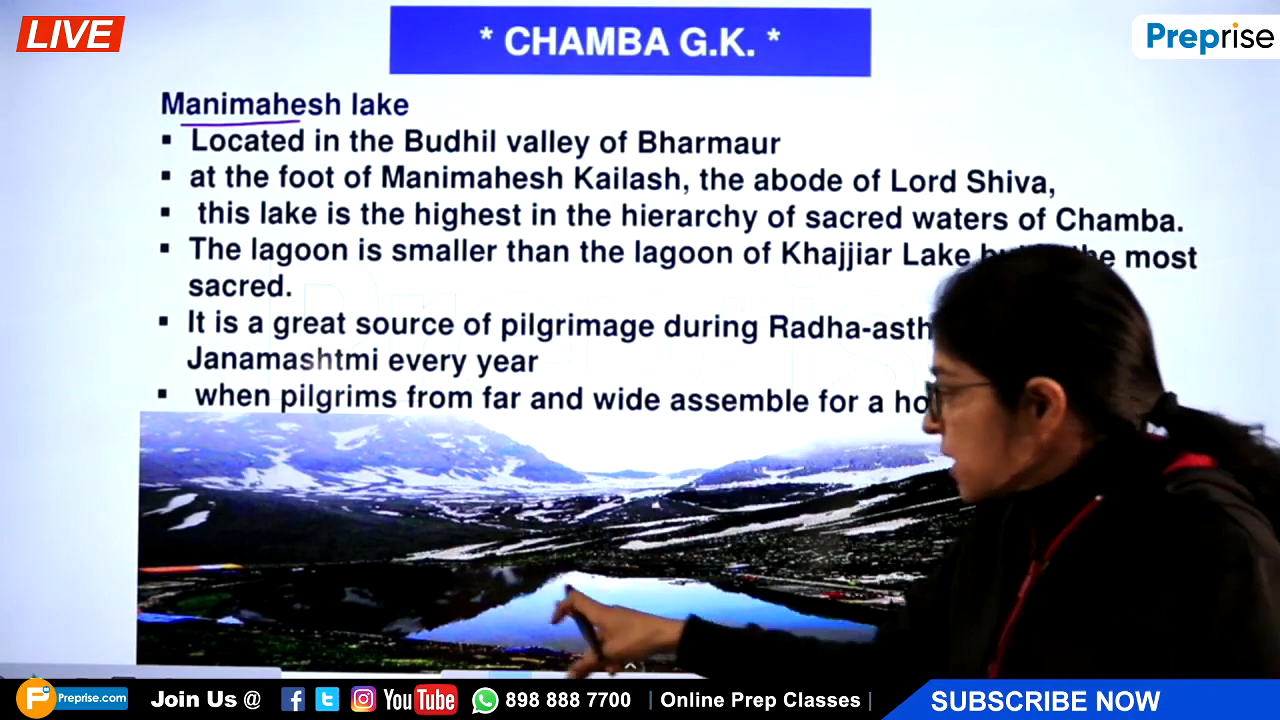 LIVE
* CHAMBA G.K. *
Preprise
Manimahesh lake
▪ Located in the Budhil valley of Bharmaur
▪ at the foot of Manimahesh Kailash, the abode of Lord Shiva,
▪ this lake is the highest in the hierarchy of sacred waters of Chamba.
▪ The lagoon is smaller than the lagoon of Khajjiar Lake most
sacred.
▪ It is a great source of pilgrimage during
Janamashtmi every year
▪ when pilgrims from far and wide assemble for a
Preprise.com Join Us @ YouTube 898 888 7700 | Online Prep Classes | SUBSCRIBE NOW